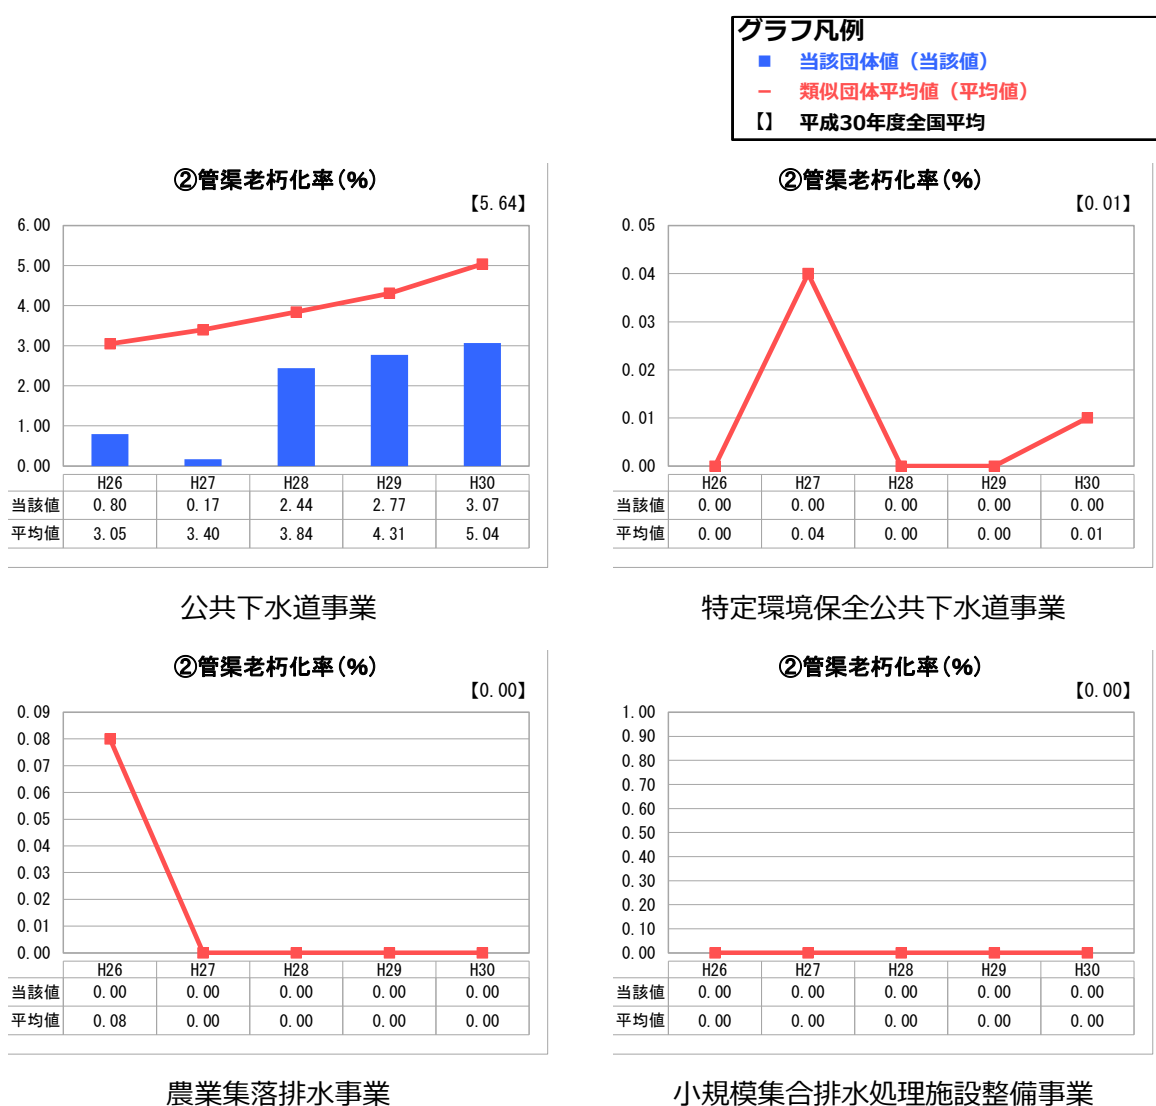 グラフ凡例
■ 当該団体値（当該値）
－ 類似団体平均値（平均値）
【】 平成30年度全国平均
②管渠老朽化率(%)
【5.64】
6.00
5.00
4.00
3.00
2.00
1.00
0.00
H26 H27 H28 H29 H30
当該値 0.80 0.17 2.44 2.77 3.07
平均値 3.05 3.40 3.84 4.31 5.04
公共下水道事業
②管渠老朽化率(%)
【0.01】
0.05
0.04
0.03
0.02
0.01
0.00
H26 H27 H28 H29 H30
当該値 0.00 0.00 0.00 0.00 0.00
平均値 0.00 0.04 0.00 0.00 0.01
特定環境保全公共下水道事業
②管渠老朽化率(%)
【0.00】
0.09
0.08
0.07
0.06
0.05
0.04
0.03
0.02
0.01
0.00
H26 H27 H28 H29 H30
当該値 0.00 0.00 0.00 0.00 0.00
平均値 0.08 0.00 0.00 0.00 0.00
農業集落排水事業
②管渠老朽化率(%)
【0.00】
1.00
0.90
0.80
0.70
0.60
0.50
0.40
0.30
0.20
0.10
0.00
H26 H27 H28 H29 H30
当該値 0.00 0.00 0.00 0.00 0.00
平均値 0.00 0.00 0.00 0.00 0.00
小規模集合排水処理施設整備事業